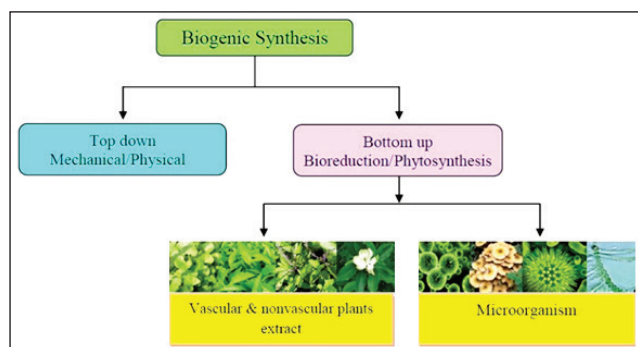 Biogenic Synthesis
Top down
Mechanical/Physical
Bottom up
Bioreduction/Phytosynthesis
Vascular & nonvascular plants
extract
Microorganism